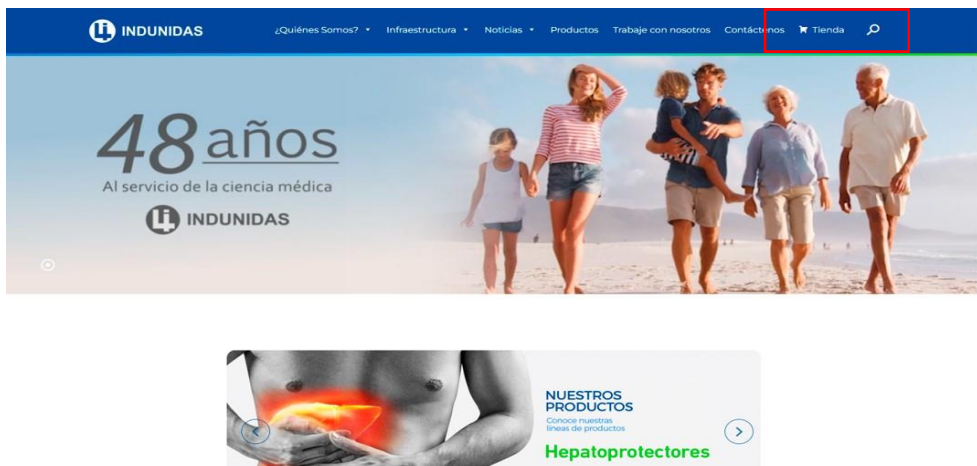 INDUNIDAS
¿Quiénes Somos? Infraestructura Noticias Productos Trabaje con nosotros Contáctenos Tienda
48 años
Al servicio de la ciencia médica
INDUNIDAS
NUESTROS
PRODUCTOS
Conoce nuestras
líneas de productos
Hepatoprotectores